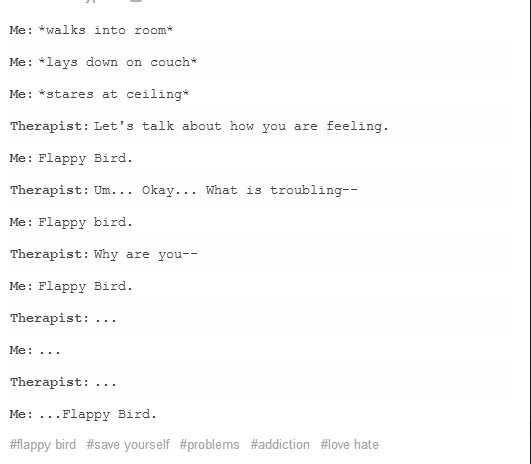 Me: *walks into room*
Me: *lays down on couch*
Me: *stares at ceiling*
Therapist: Let's talk about how you are feeling.
Me: Flappy Bird.
Therapist: Um... Okay... What is troubling--
Me: Flappy bird.
Therapist: Why are you--
Me: Flappy Bird.
Therapist: ...
Me: ...
Therapist: ...
Me: ...Flappy Bird.
#flappy bird #save yourself #problems #addiction #love hate